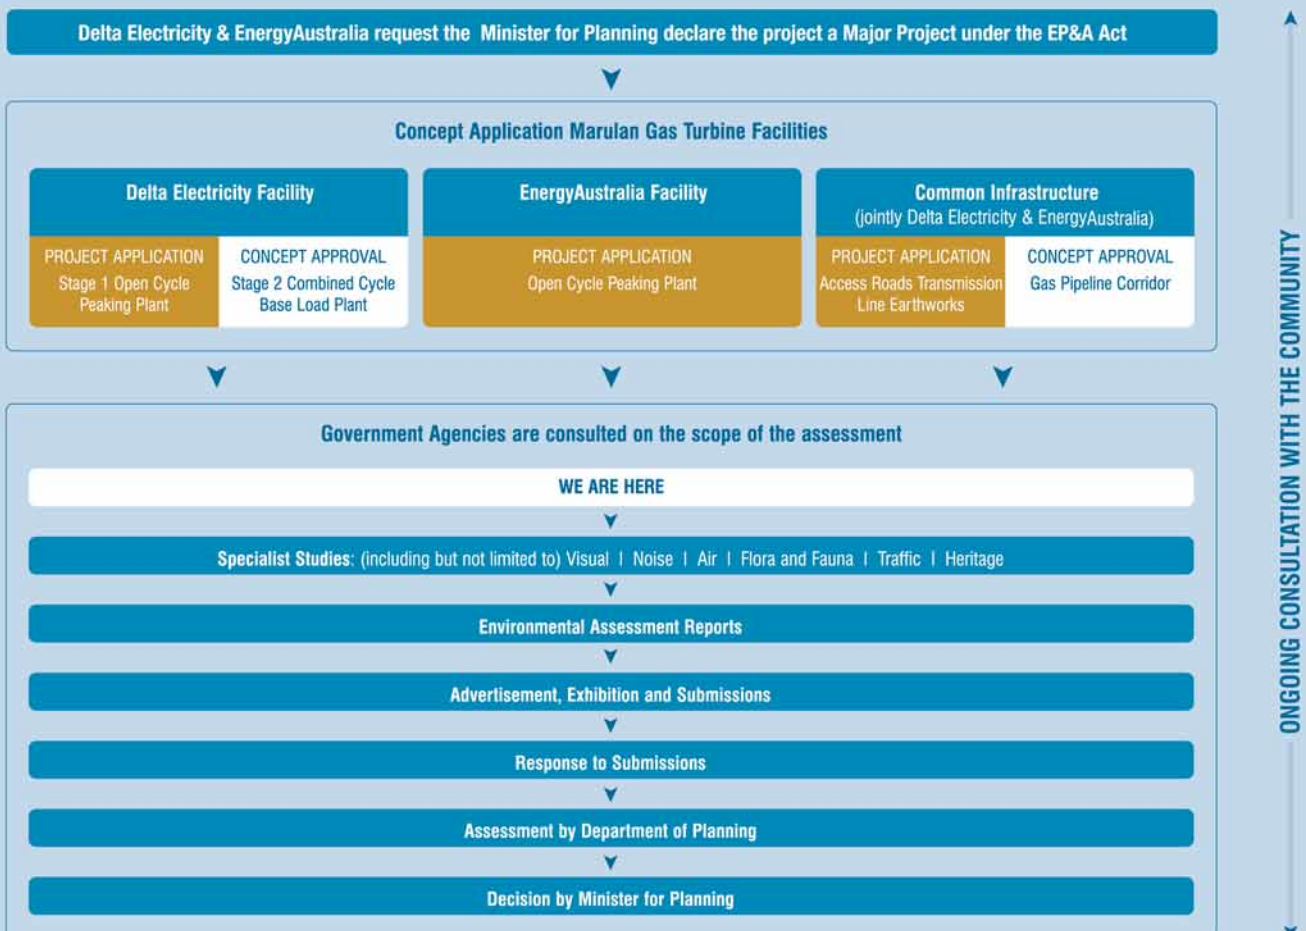 Delta Electricity & EnergyAustralia request the Minister for Planning declare the project a Major Project under the EP&A Act
Concept Application Marulan Gas Turbine Facilities
Delta Electricity Facility
PROJECT APPLICATION
Stage 1 Open Cycle
Peaking Plant
CONCEPT APPROVAL
Stage 2 Combined Cycle
Base Load Plant
EnergyAustralia Facility
PROJECT APPLICATION
Open Cycle Peaking Plant
Common Infrastructure
(jointly Delta Electricity & EnergyAustralia)
PROJECT APPLICATION
Access Roads Transmission
Line Earthworks
CONCEPT APPROVAL
Gas Pipeline Corridor
Government Agencies are consulted on the scope of the assessment
WE ARE HERE
Specialist Studies: (including but not limited to) Visual | Noise | Air | Flora and Fauna | Traffic | Heritage
Environmental Assessment Reports
Advertisement, Exhibition and Submissions
Response to Submissions
Assessment by Department of Planning
Decision by Minister for Planning
ONGOING CONSULTATION WITH THE COMMUNITY